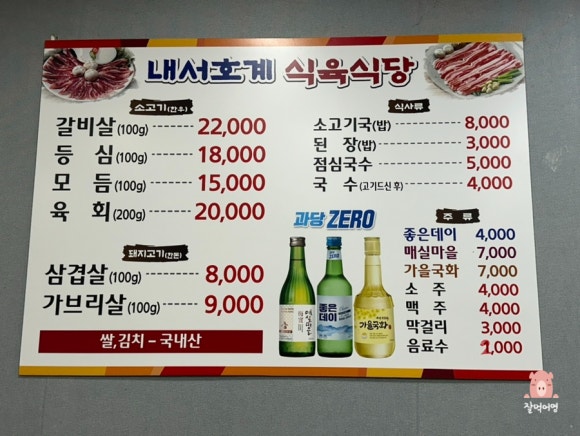 내서호계 식육식당
소고기(한우)
갈비살(100g) 22,000
등심(100g) 18,000
모듬(100g) 15,000
육회(200g) 20,000
돼지고기(한돈)
삼겹살(100g) 8,000
가브리살(100g) 9,000
쌀,김치 - 국내산
식사류
소고기국(밥) 8,000
된장(밥) 3,000
점심국수 5,000
국수(고기드신 후) 4,000
과당 ZERO
좋은데이
가을국화
주류
좋은데이 4,000
매실마을 7,000
가을국화 7,000
소주 4,000
맥주 4,000
막걸리 3,000
음료수 2,000
잘먹어영